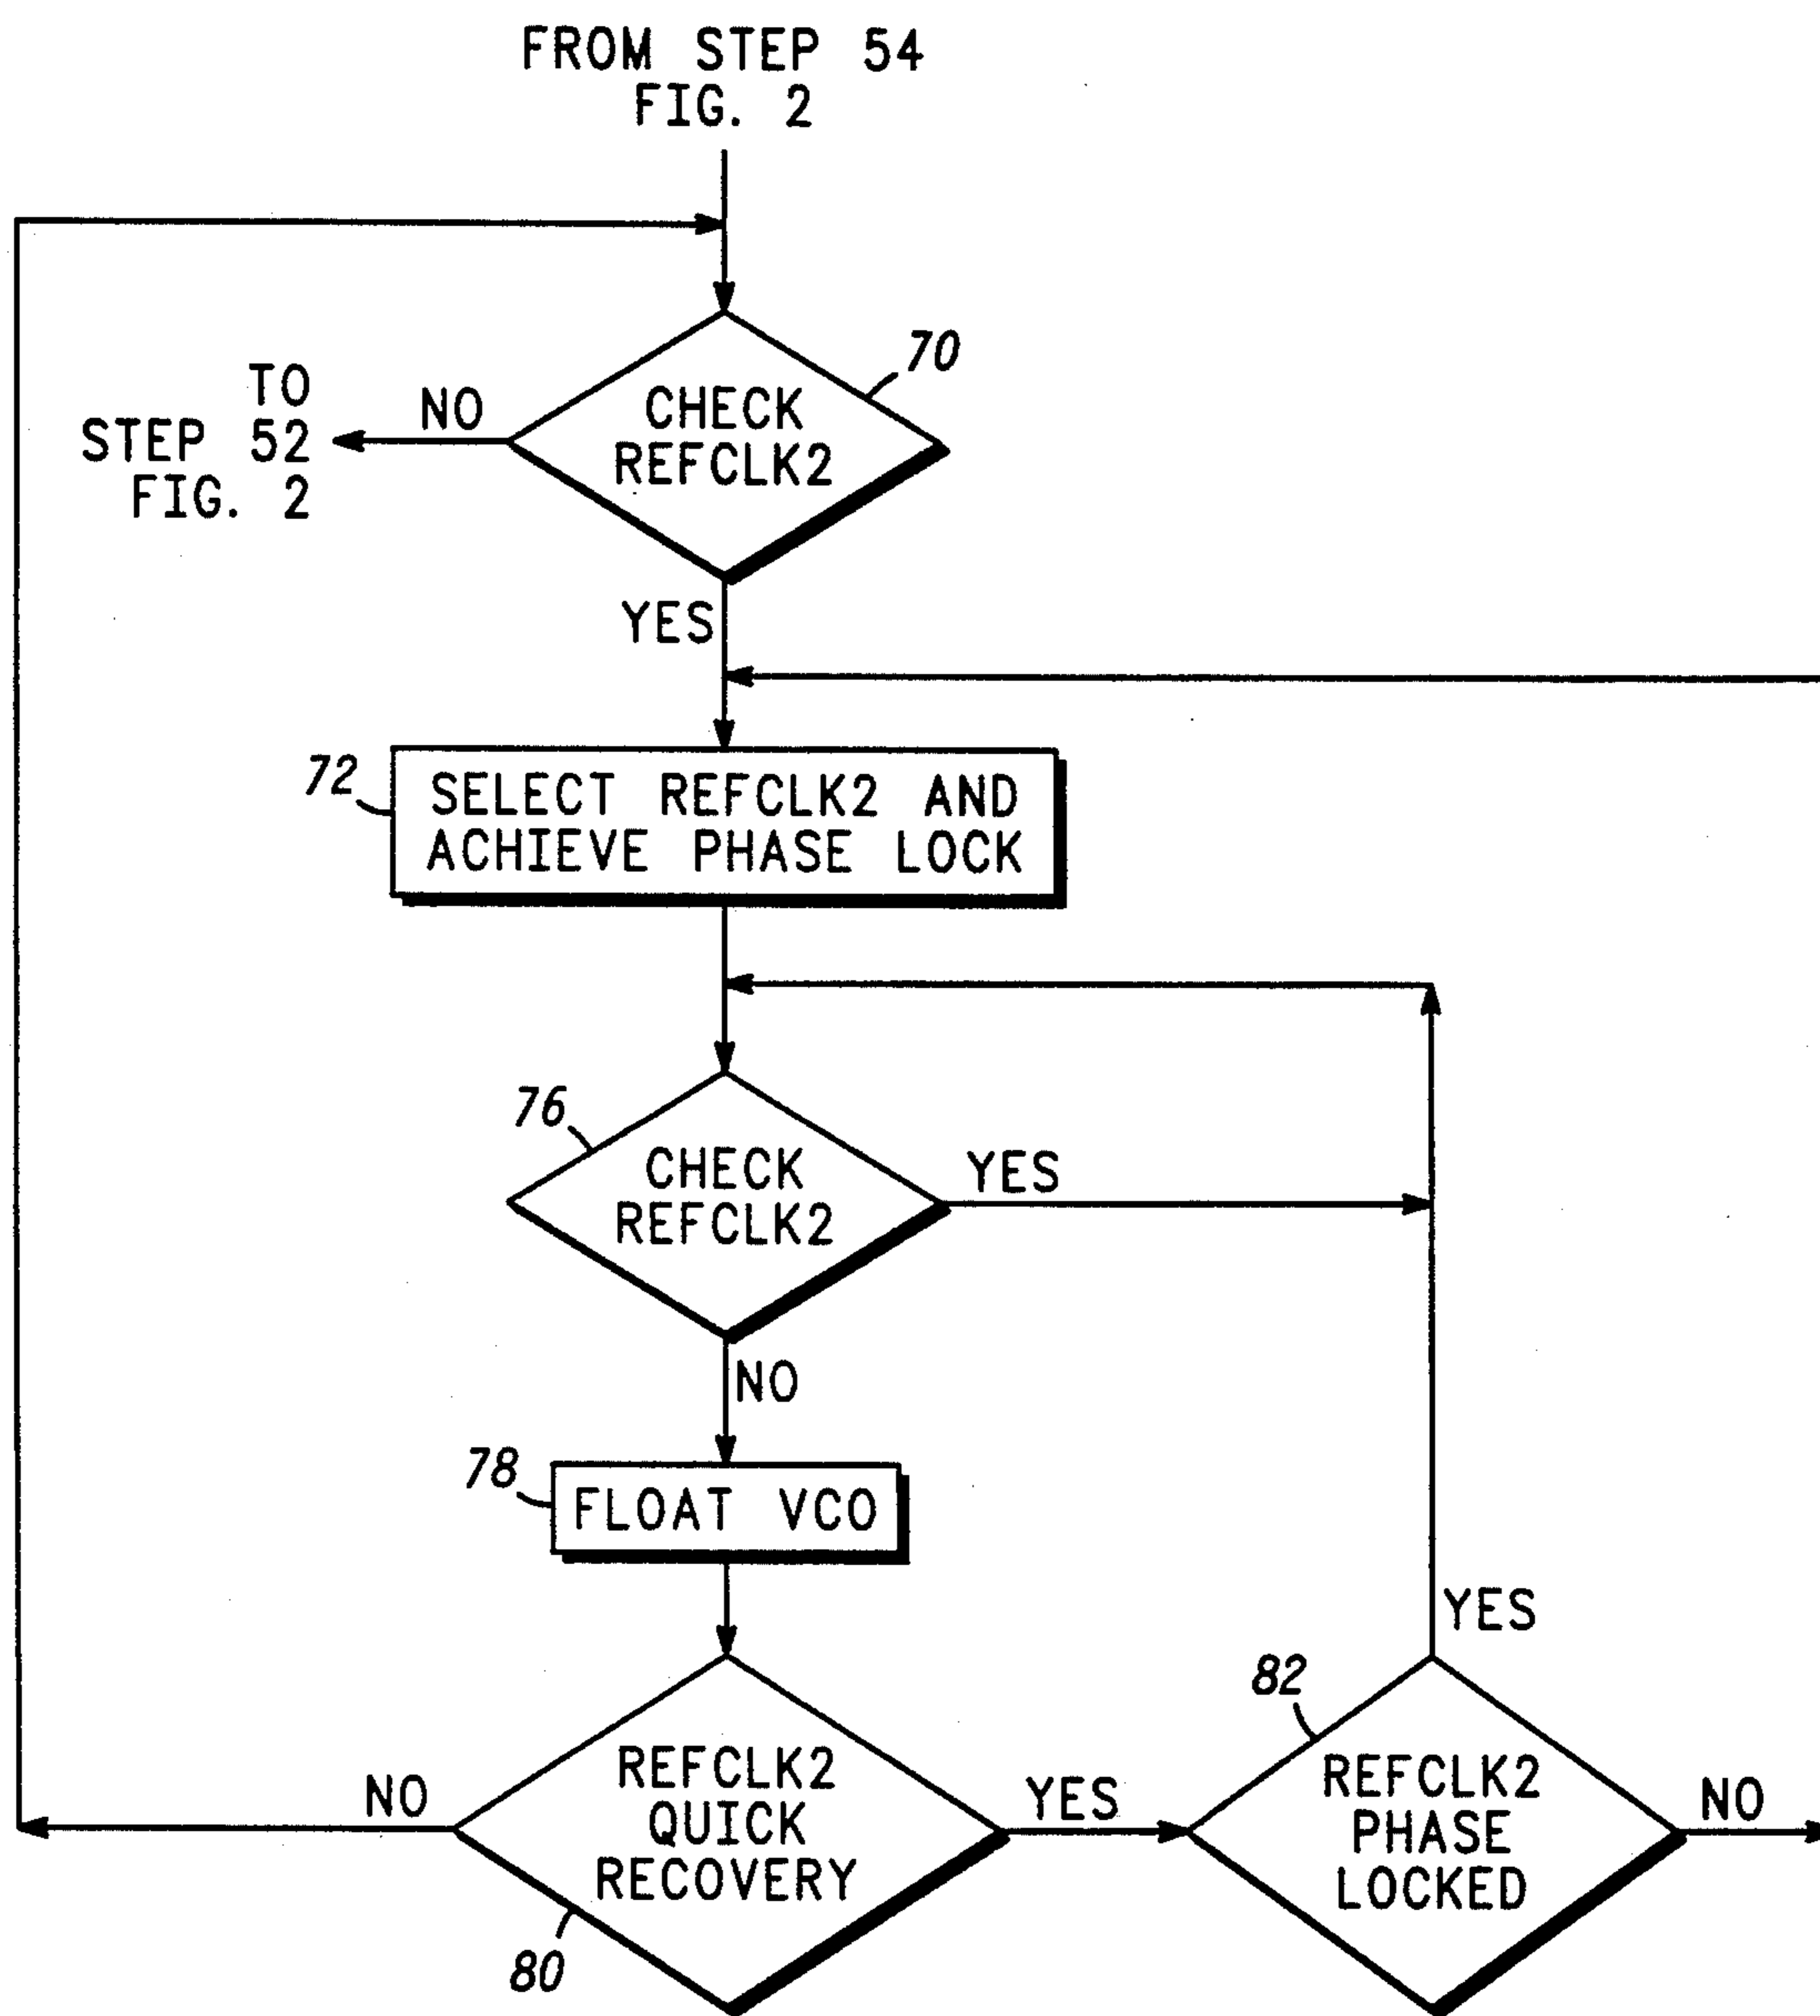 FROM STEP 54
FIG. 2
70
TO
STEP 52
FIG. 2
NO
CHECK
REFCLK2
YES
72
SELECT REFCLK2 AND
ACHIEVE PHASE LOCK
76
CHECK
REFCLK2
YES
NO
78
FLOAT VCO
YES
82
NO
REFCLK2
QUICK
RECOVERY
YES
REFCLK2
PHASE
LOCKED
NO
80